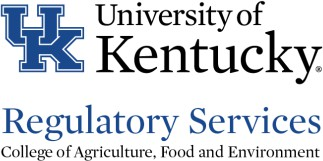 UK University of
Kentucky®
Regulatory Services
College of Agriculture, Food and Environment